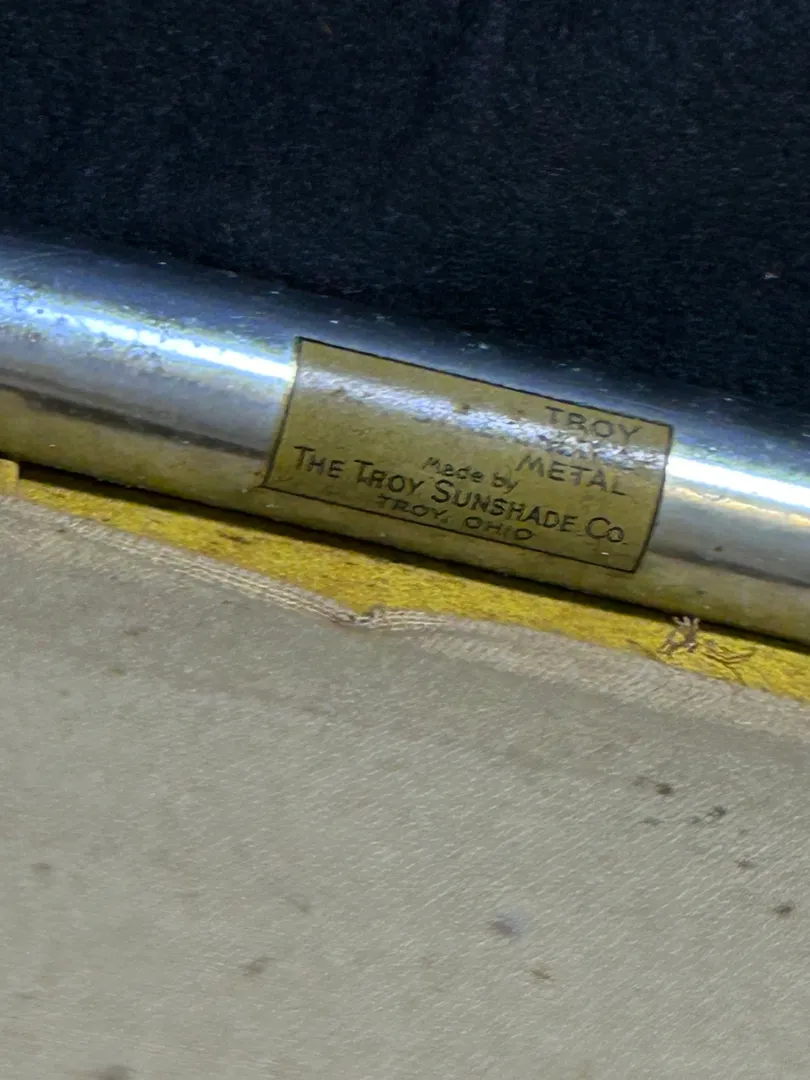 TROY
METAL
Made by
THE TROY SUNSHADE CO.
TROY, OHIO